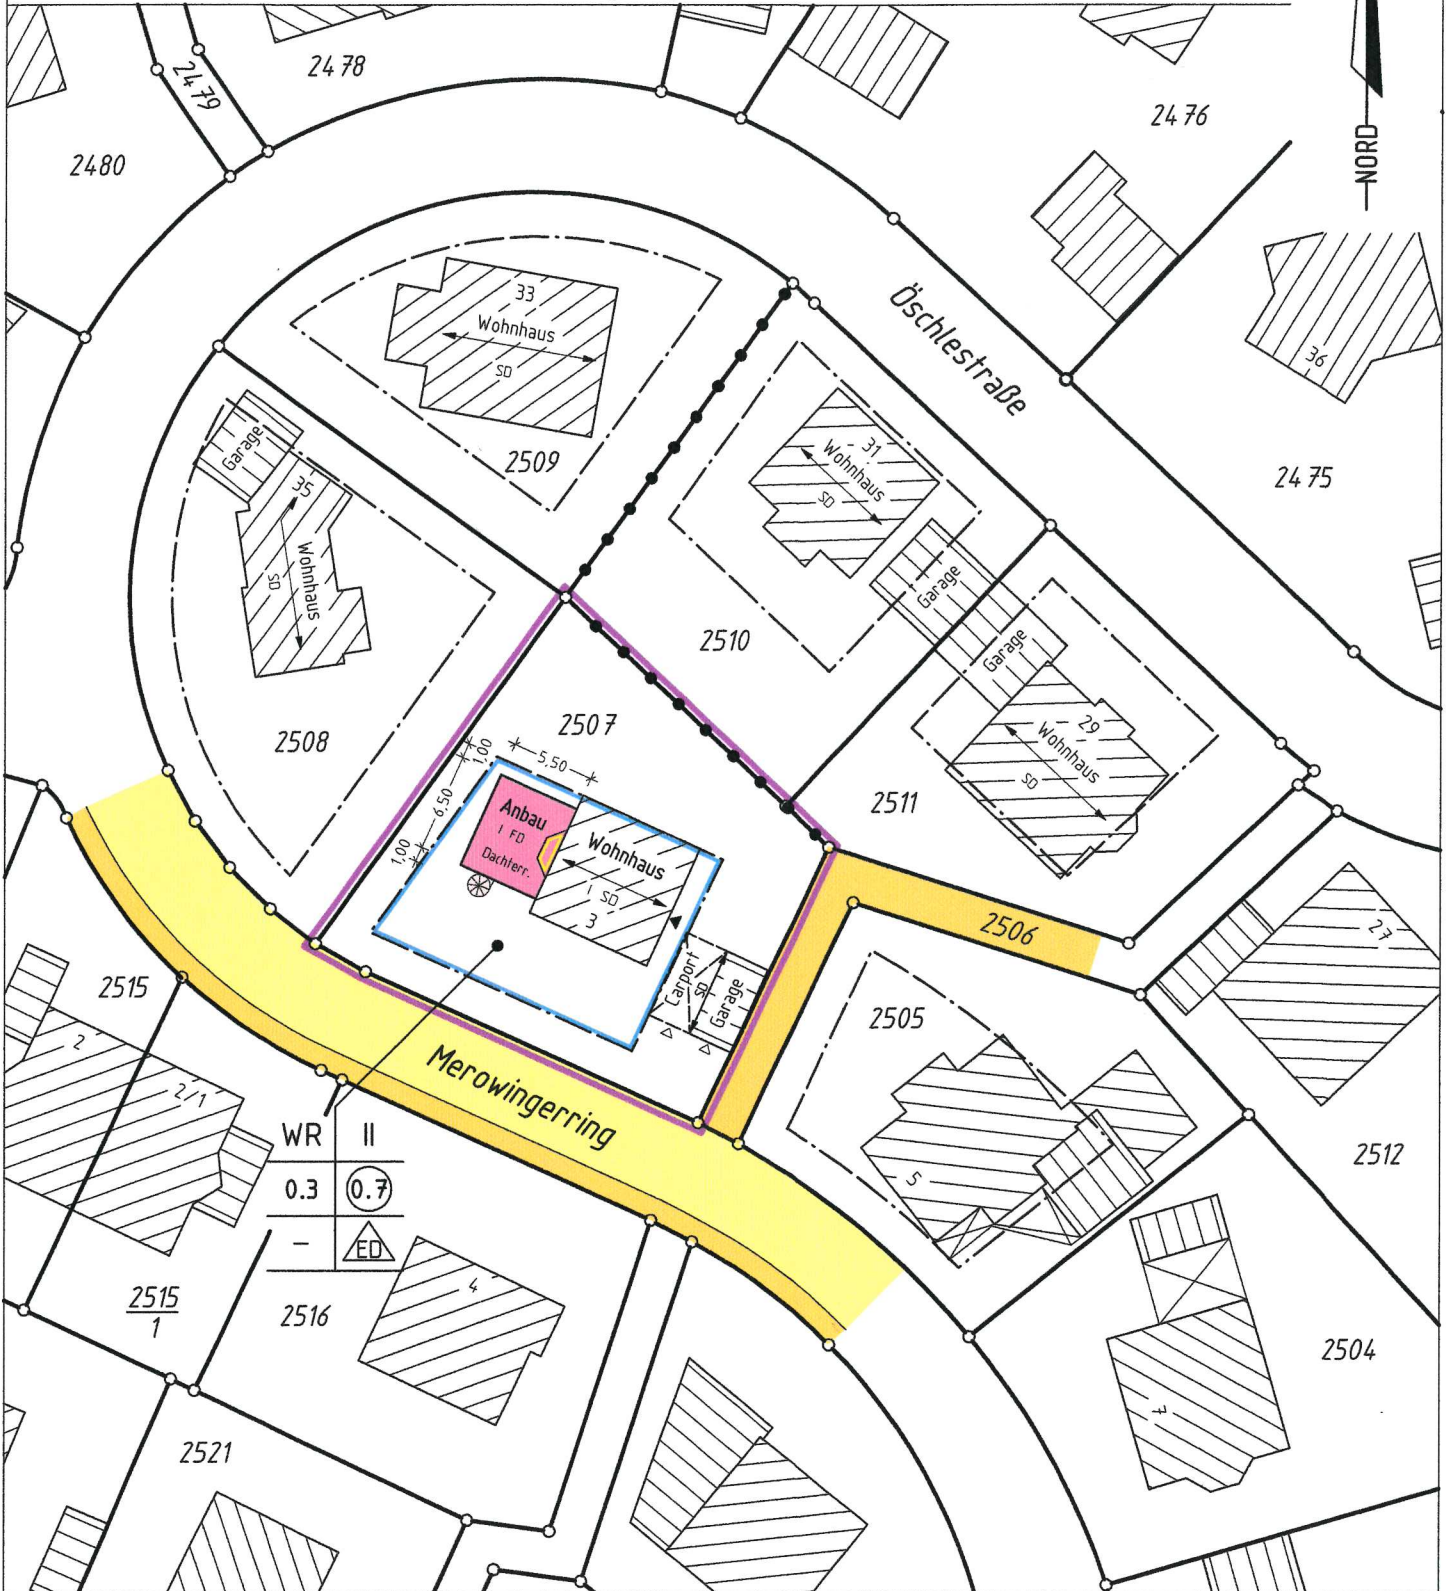 2478
2479
2476
2480
NORD
33
Wohnhaus
SD
Öschlestraße
36
2509
31
Wohnhaus
SD
2475
Garage
35
Wohnhaus
SD
Garage
2510
Garage
2507
2508
29
Wohnhaus
SD
1,00
5,50
6,50
1,00
2511
Anbau
I FD
Dachterr.
Wohnhaus
I SD
3
2506
27
Carport
SD
Garage
2515
2505
2
2/1
Merowingerring
WR II
0.3 0.7
– ED
5
2512
2515
1
2516
4
2504
7
2521